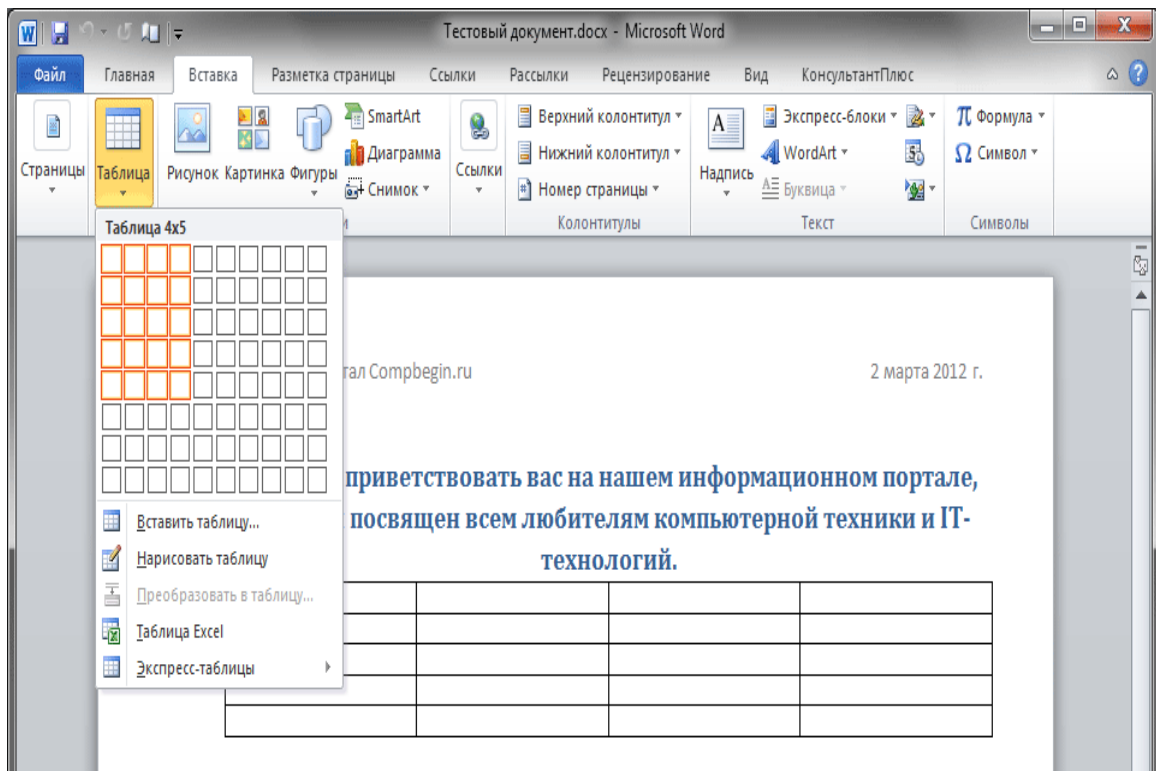 Тестовый документ.docx - Microsoft Word
Файл Главная Вставка Разметка страницы Ссылки Рассылки Рецензирование Вид КонсультантПлюс
Страницы
Таблица
Рисунок Картинка Фигуры
SmartArt
Диаграмма
Снимок
Ссылки
Верхний колонтитул
Нижний колонтитул
Номер страницы
Колонтитулы
Надпись
Экспресс-блоки
WordArt
Буквица
Текст
π Формула
Ω Символ
Символы
Таблица 4x5
Вставить таблицу...
Нарисовать таблицу
Преобразовать в таблицу...
Таблица Excel
Экспресс-таблицы
Compbegin.ru 2 марта 2012 г.
приветствовать вас на нашем информационном портале,
посвящен всем любителям компьютерной техники и IT-
технологий.